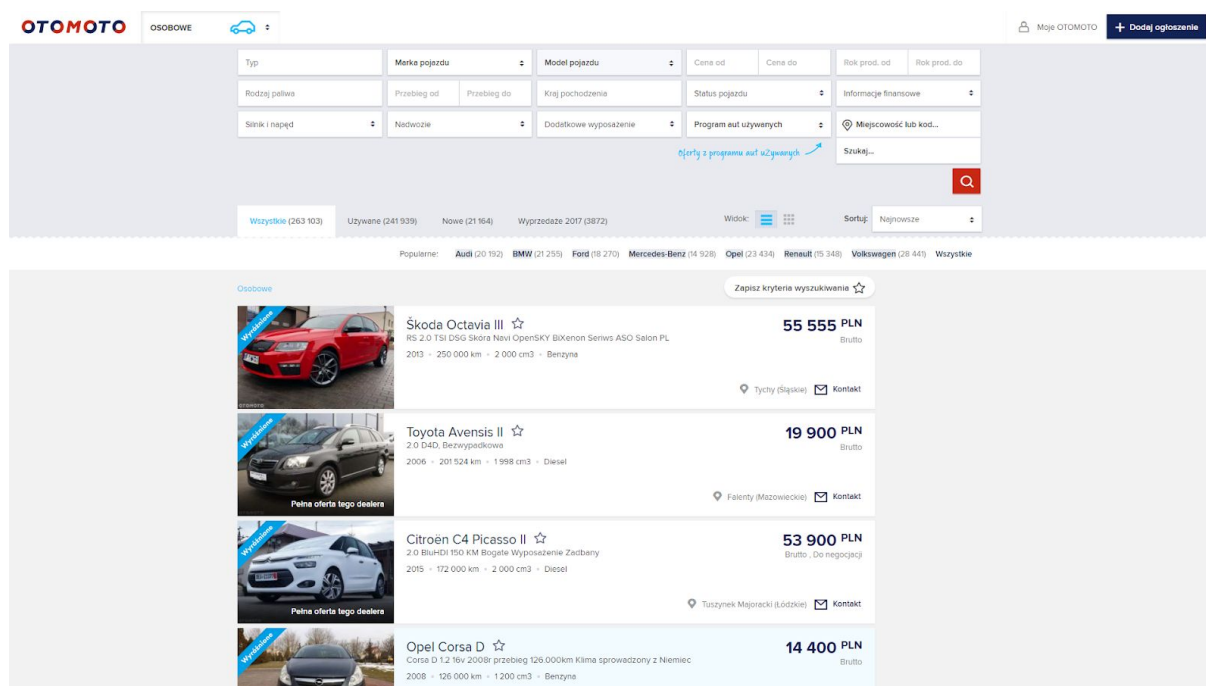 OTOMOTO OSOBOWE Moje OTOMOTO + Dodaj ogłoszenie
Typ Marka pojazdu Model pojazdu Cena od Cena do Rok prod. od Rok prod. do
Rodzaj paliwa Przebieg od Przebieg do Kraj pochodzenia Status pojazdu Informacje finansowe
Silnik i napęd Nadwozie Dodatkowe wyposażenie Program aut używanych Miejscowość lub kod...
Oferty z programu aut używanych Szukaj...
Wszystkie (263 103) Używane (241 939) Nowe (21 164) Wyprzedaże 2017 (3872) Widok: Sortuj: Najnowsze
Popularne: Audi (20 192) BMW (21 255) Ford (18 270) Mercedes-Benz (14 928) Opel (23 434) Renault (15 348) Volkswagen (28 441) Wszystkie
Osobowe Zapisz kryteria wyszukiwania
Wyróżnione
Škoda Octavia III 55 555 PLN
RS 2.0 TSI DSG Skóra Navi OpenSKY BiXenon Seriws ASO Salon PL Brutto
2013 250 000 km 2 000 cm3 Benzyna
Tychy (Śląskie) Kontakt
OTOMOTO
Wyróżnione
Toyota Avensis II 19 900 PLN
2.0 D4D, Bezwypadkowa Brutto
2006 201 524 km 1 998 cm3 Diesel
Pełna oferta tego dealera Falenty (Mazowieckie) Kontakt
Wyróżnione
Citroën C4 Picasso II 53 900 PLN
2.0 BluHDI 150 KM Bogate Wyposażenie Zadbany Brutto , Do negocjacji
2015 172 000 km 2 000 cm3 Diesel
Pełna oferta tego dealera Tuszynek Majoracki (Łódzkie) Kontakt
Wyróżnione
Opel Corsa D 14 400 PLN
Corsa D 1.2 16v 2008r przebieg 126.000km Klima sprowadzony z Niemiec Brutto
2008 126 000 km 1 200 cm3 Benzyna